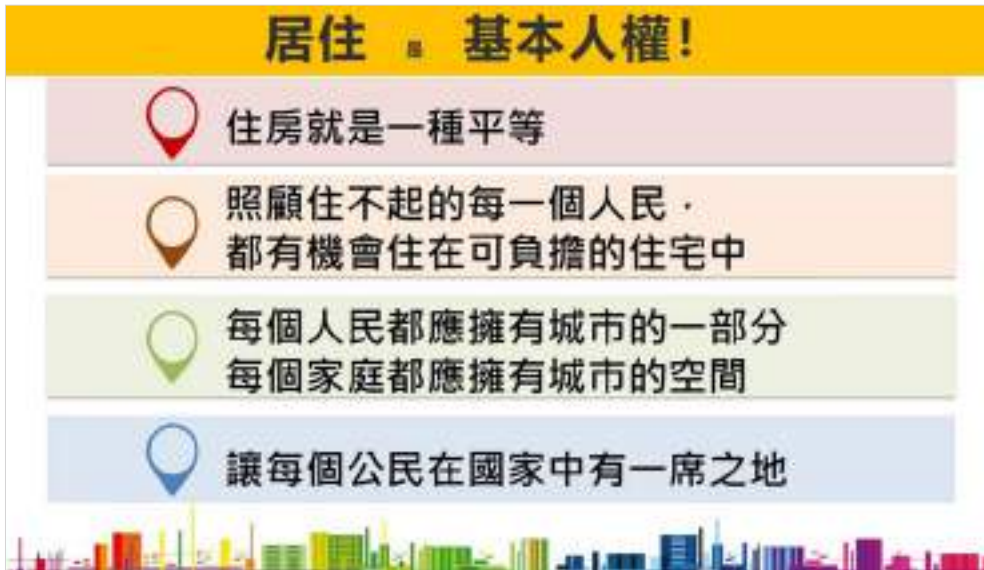 居住 是 基本人權!
住房就是一種平等
照顧住不起的每一個人民，
都有機會住在可負擔的住宅中
每個人民都應擁有城市的一部分
每個家庭都應擁有城市的空間
讓每個公民在國家中有一席之地